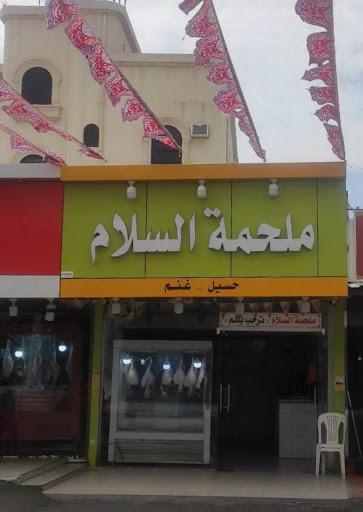 ملحمة السلام
حسيل - غنم
ملحمة السلام ترحب بكم